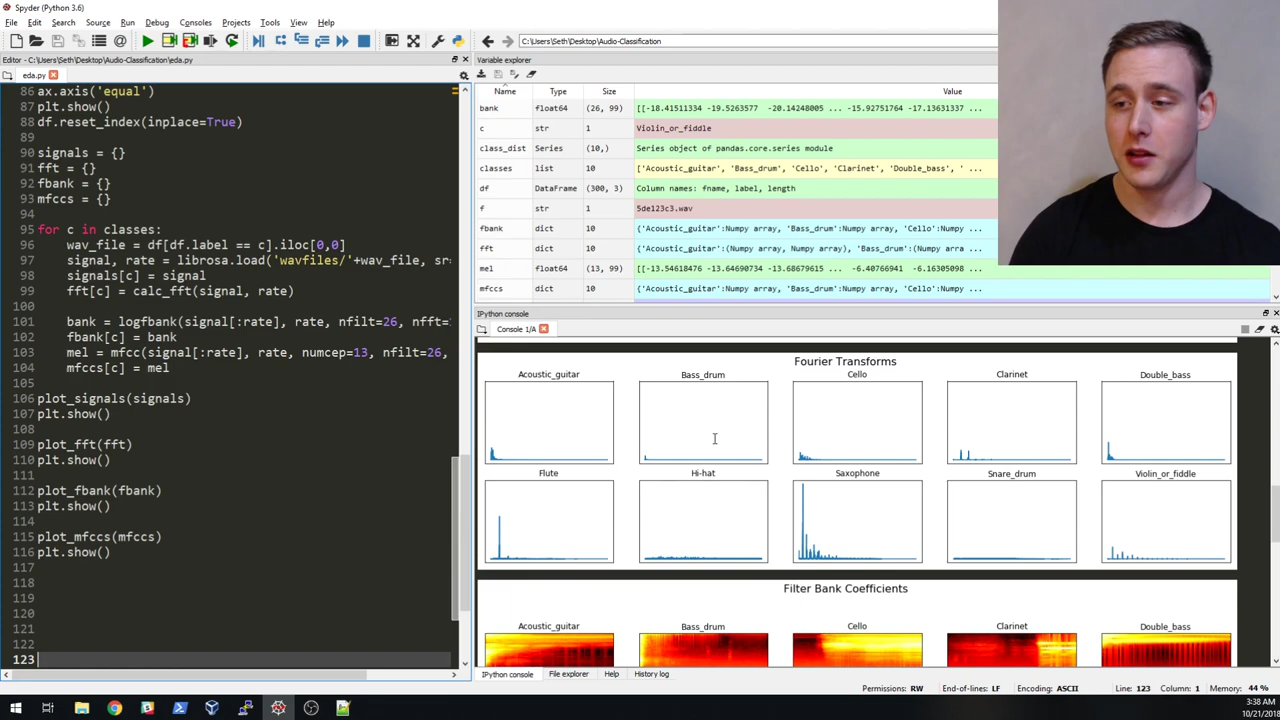 Spyder (Python 3.6)
File Edit Search Source Run Debug Consoles Projects Tools View Help
C:\Users\Seth\Desktop\Audio-Classification
Editor - C:\Users\Seth\Desktop\Audio-Classification\eda.py
eda.py
86 ax.axis('equal')
87 plt.show()
88 df.reset_index(inplace=True)
89
90 signals = {}
91 fft = {}
92 fbank = {}
93 mfccs = {}
94
95 for c in classes:
96 wav_file = df[df.label == c].iloc[0,0]
97 signal, rate = librosa.load('wavfiles/'+wav_file, sr=
98 signals[c] = signal
99 fft[c] = calc_fft(signal, rate)
100
101 bank = logfbank(signal[:rate], rate, nfilt=26, nfft=
102 fbank[c] = bank
103 mel = mfcc(signal[:rate], rate, numcep=13, nfilt=26,
104 mfccs[c] = mel
105
106 plot_signals(signals)
107 plt.show()
108
109 plot_fft(fft)
110 plt.show()
111
112 plot_fbank(fbank)
113 plt.show()
114
115 plot_mfccs(mfccs)
116 plt.show()
117
118
119
120
121
122
123
Variable explorer
Name Type Size Value
bank float64 (26, 99) [[-18.41511334 -19.5263577 -20.14248005 ... -15.92751764 -17.13631337 ...
c str 1 Violin_or_fiddle
class_dist Series (10,) Series object of pandas.core.series module
classes list 10 ['Acoustic_guitar', 'Bass_drum', 'Cello', 'Clarinet', 'Double_bass', ' ...
df DataFrame (300, 3) Column names: fname, label, length
f str 1 5de123c3.wav
fbank dict 10 {'Acoustic_guitar':Numpy array, 'Bass_drum':Numpy array, 'Cello':Numpy ...
fft dict 10 {'Acoustic_guitar':(Numpy array, Numpy array), 'Bass_drum':(Numpy arra ...
mel float64 (13, 99) [[-13.54618476 -13.64690734 -13.68679615 ... -6.40766941 -6.16305098 ...
mfccs dict 10 {'Acoustic_guitar':Numpy array, 'Bass_drum':Numpy array, 'Cello':Numpy ...
IPython console
Console 1/A
Fourier Transforms
Acoustic_guitar Bass_drum Cello Clarinet Double_bass
Flute Hi-hat Saxophone Snare_drum Violin_or_fiddle
Filter Bank Coefficients
Acoustic_guitar Bass_drum Cello Clarinet Double_bass
IPython console File explorer Help History log
Permissions: RW End-of-lines: LF Encoding: ASCII Line: 123 Column: 1 Memory: 44 %
3:38 AM
10/21/2018